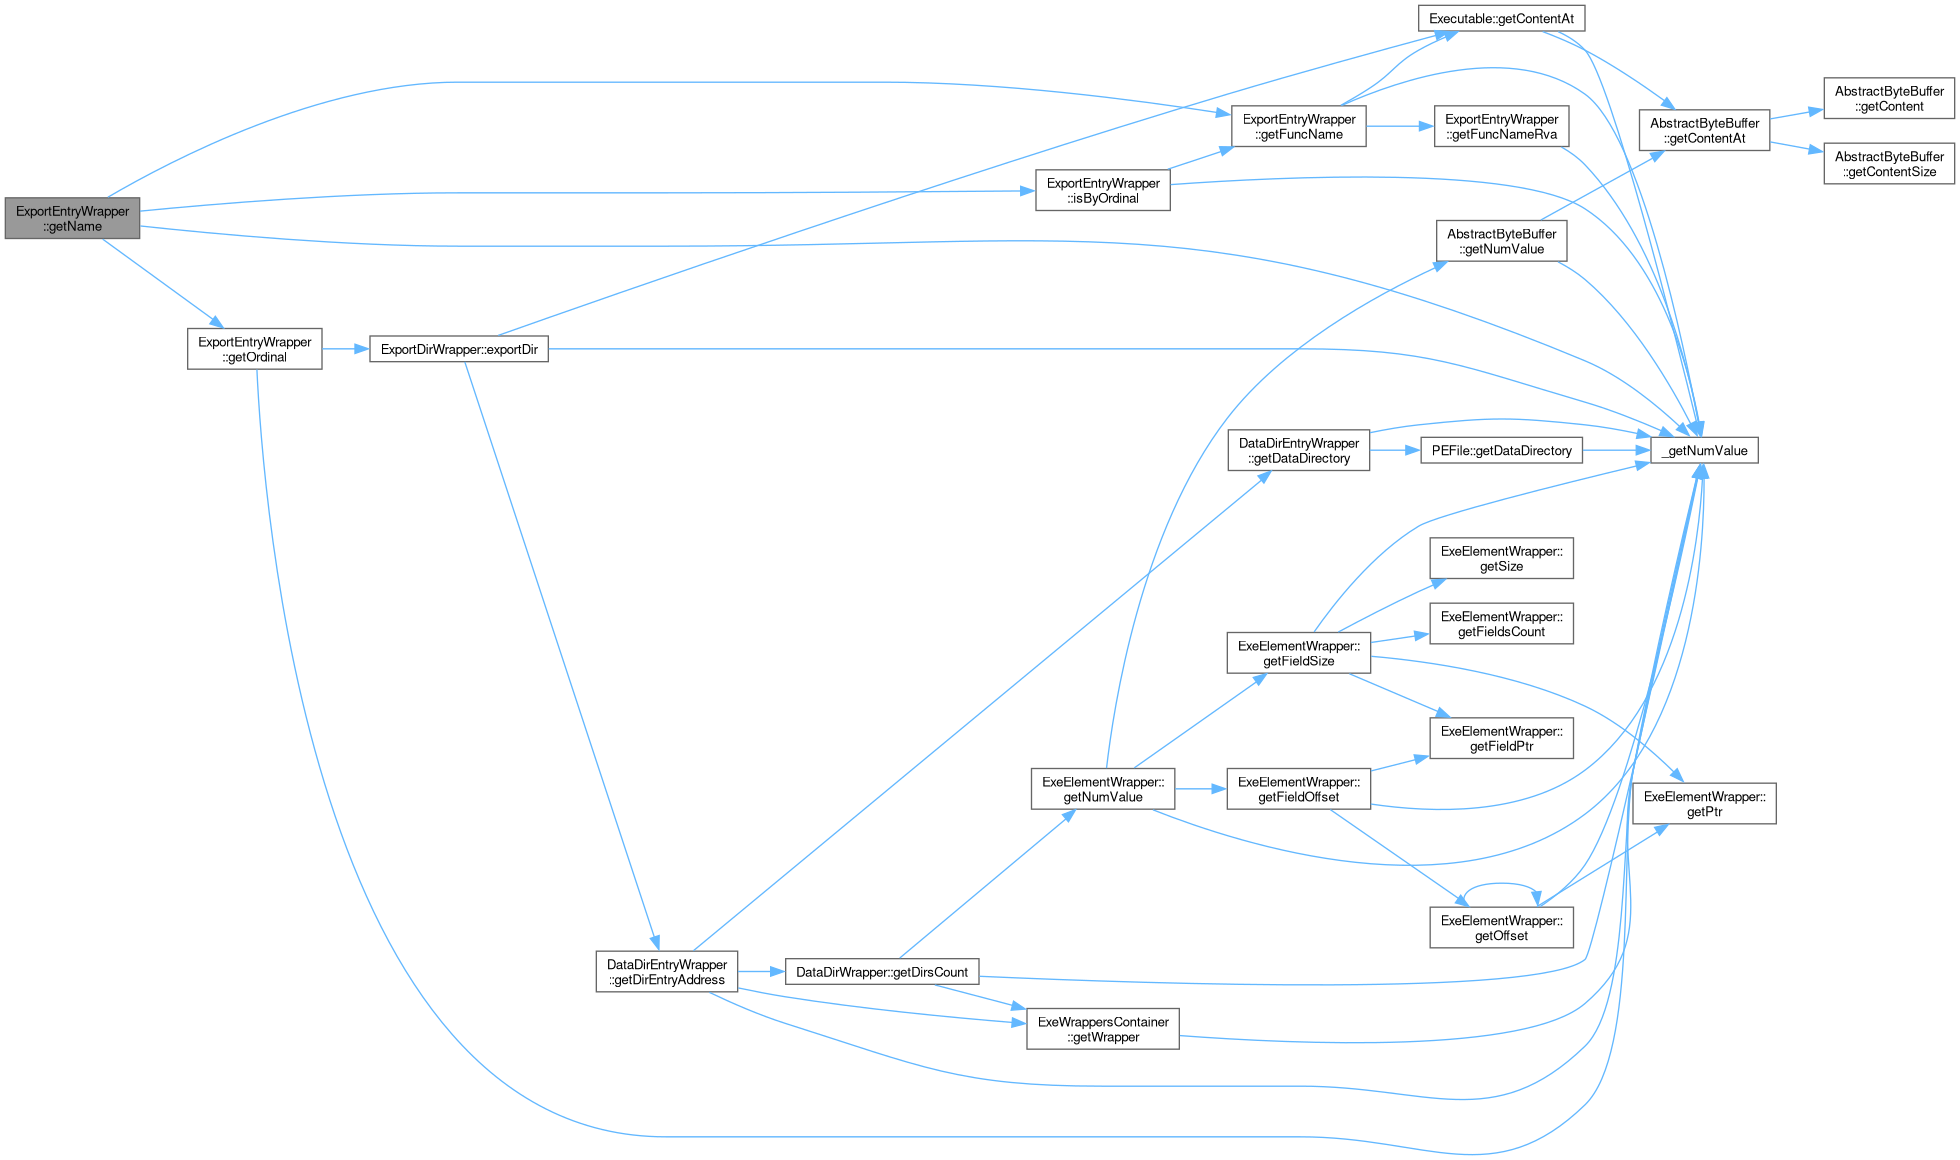 Executable::getContentAt
AbstractByteBuffer
::getContent
ExportEntryWrapper
::getFuncName
ExportEntryWrapper
::getFuncNameRva
AbstractByteBuffer
::getContentAt
AbstractByteBuffer
::getContentSize
ExportEntryWrapper
::isByOrdinal
ExportEntryWrapper
::getName
AbstractByteBuffer
::getNumValue
ExportEntryWrapper
::getOrdinal
ExportDirWrapper::exportDir
DataDirEntryWrapper
::getDataDirectory
PEFile::getDataDirectory
_getNumValue
ExeElementWrapper::
getSize
ExeElementWrapper::
getFieldsCount
ExeElementWrapper::
getFieldSize
ExeElementWrapper::
getFieldPtr
ExeElementWrapper::
getNumValue
ExeElementWrapper::
getFieldOffset
ExeElementWrapper::
getPtr
ExeElementWrapper::
getOffset
DataDirEntryWrapper
::getDirEntryAddress
DataDirWrapper::getDirsCount
ExeWrappersContainer
::getWrapper